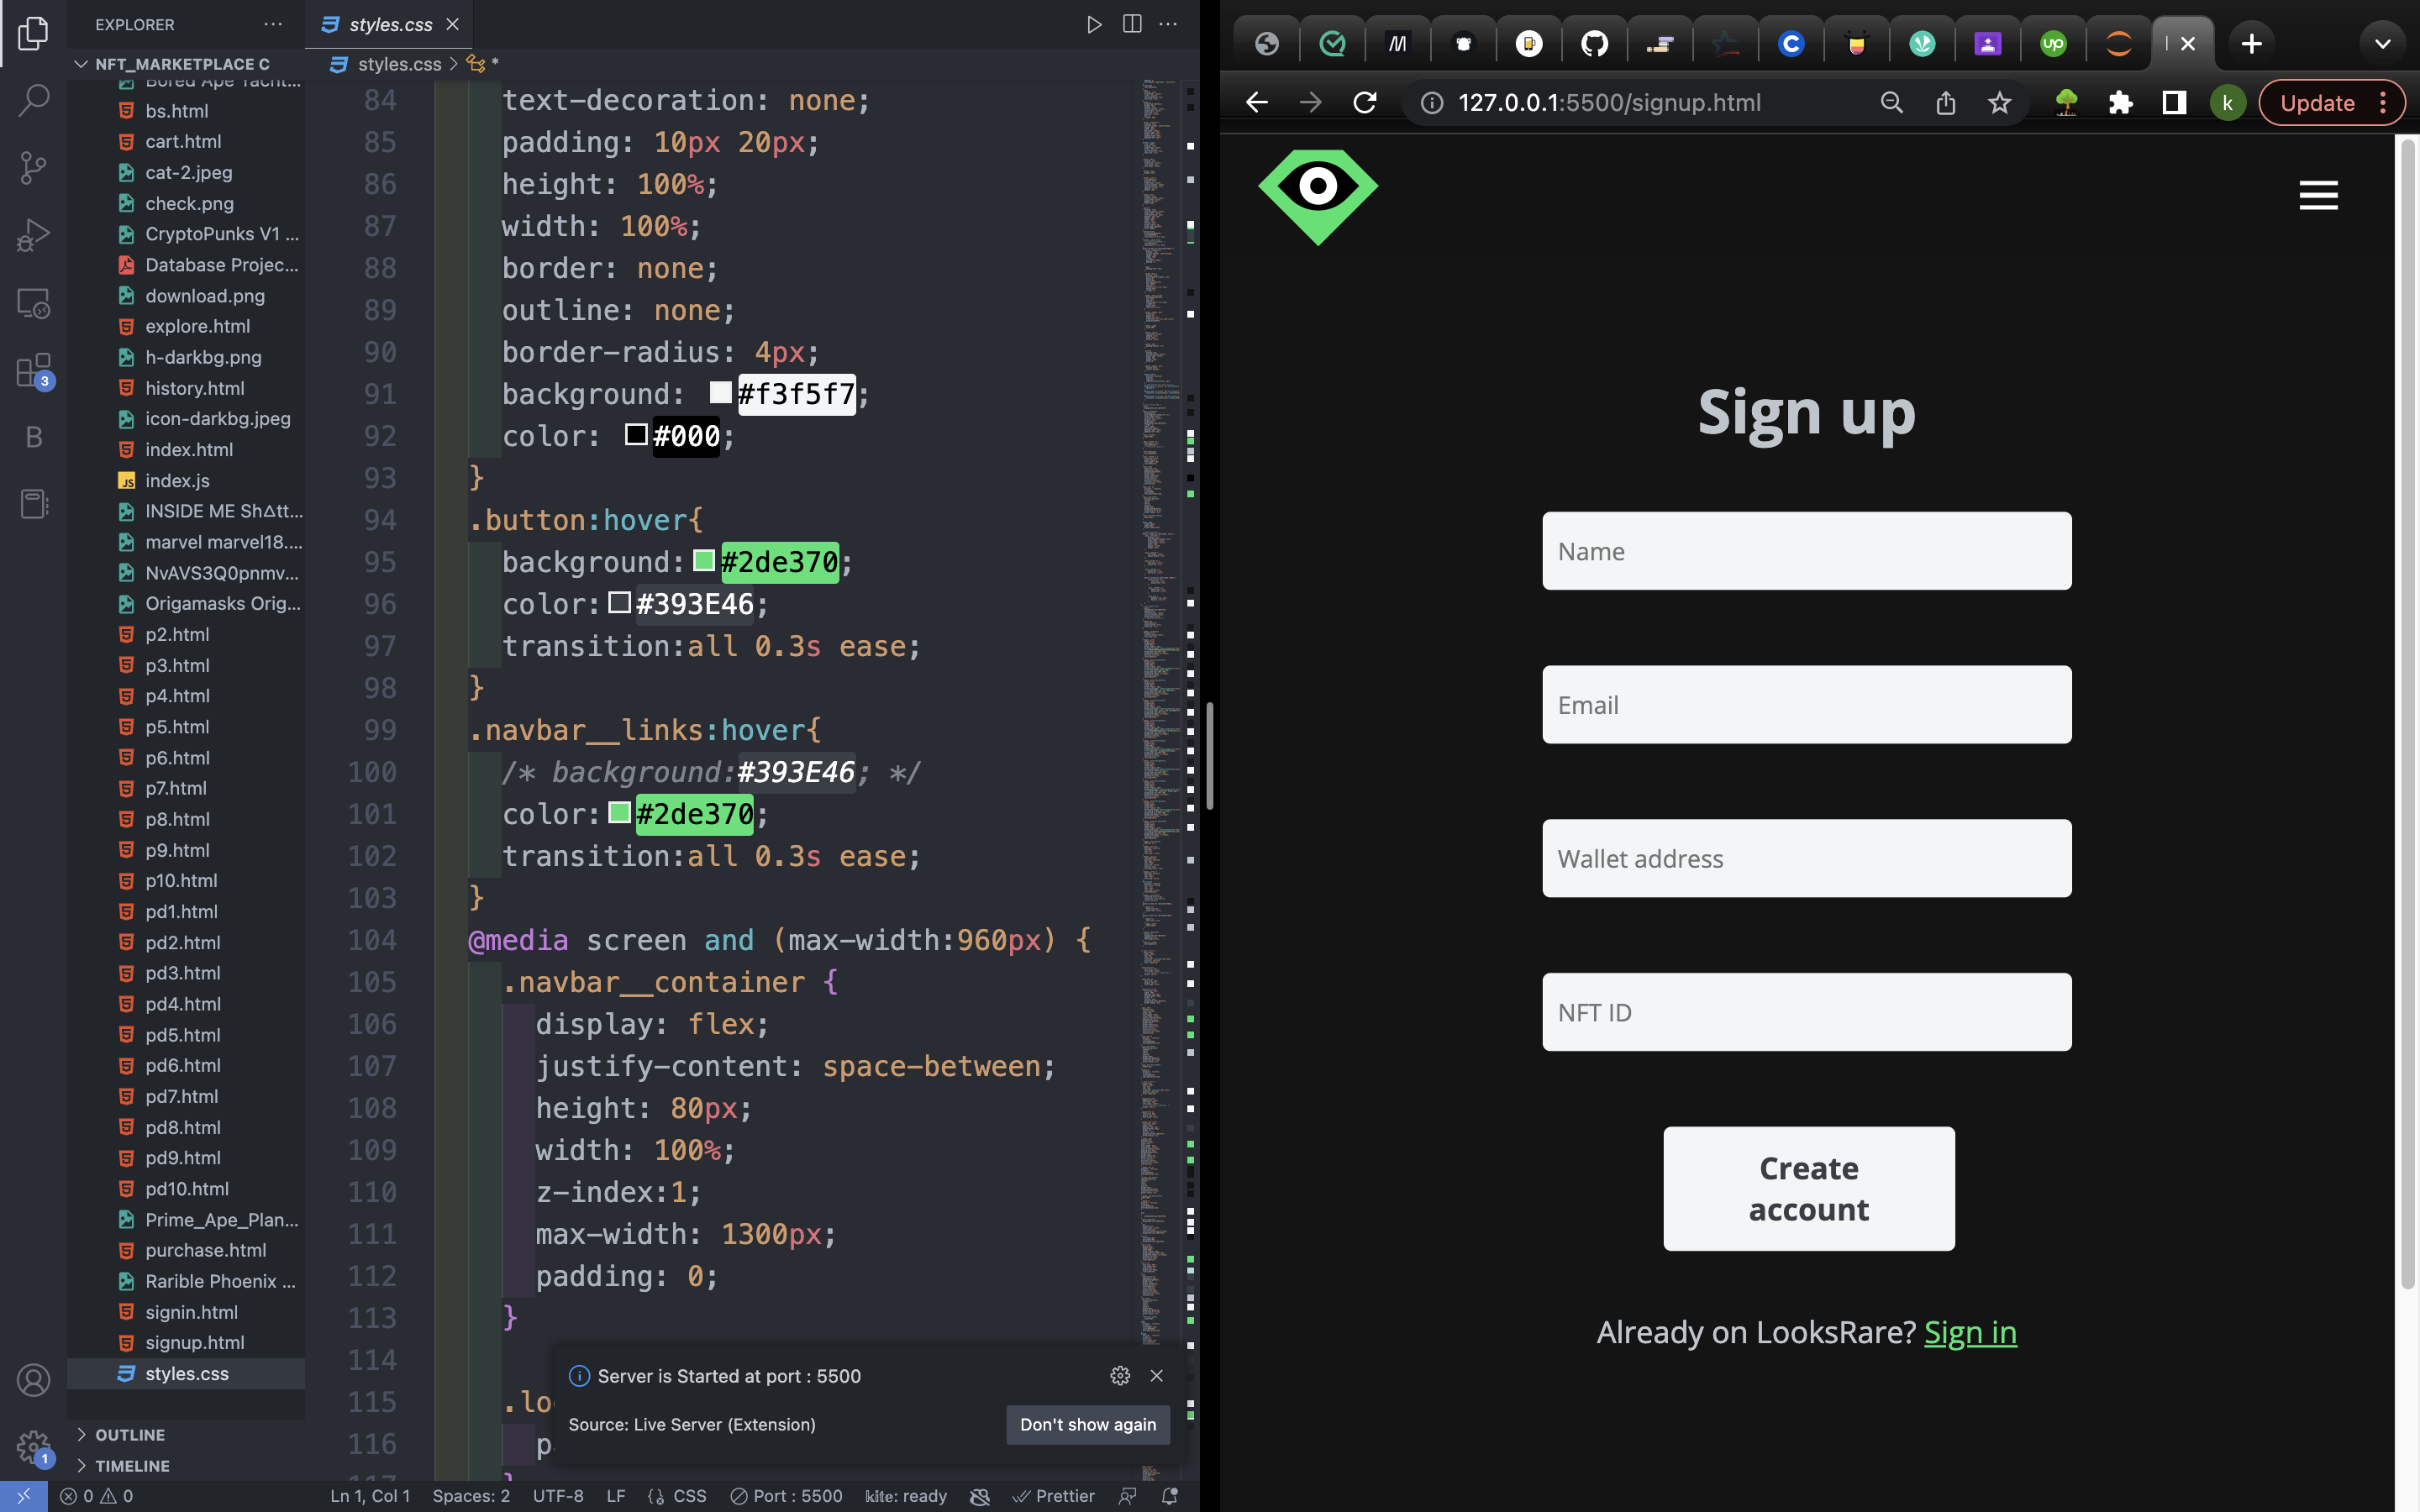 EXPLORER
NFT_MARKETPLACE C
Bored Ape Yacht...
bs.html
cart.html
cat-2.jpeg
check.png
CryptoPunks V1 ...
Database Projec...
download.png
explore.html
h-darkbg.png
history.html
icon-darkbg.jpeg
index.html
JS index.js
INSIDE ME ShΔtt...
marvel marvel18....
NvAVS3Q0pnmv...
Origamasks Orig...
p2.html
p3.html
p4.html
p5.html
p6.html
p7.html
p8.html
p9.html
p10.html
pd1.html
pd2.html
pd3.html
pd4.html
pd5.html
pd6.html
pd7.html
pd8.html
pd9.html
pd10.html
Prime_Ape_Plan...
purchase.html
Rarible Phoenix ...
signin.html
signup.html
styles.css
OUTLINE
TIMELINE
3
B
1
styles.css
styles.css > *
84 text-decoration: none;
85 padding: 10px 20px;
86 height: 100%;
87 width: 100%;
88 border: none;
89 outline: none;
90 border-radius: 4px;
91 background: #f3f5f7;
92 color: #000;
93 }
94 .button:hover{
95 background:#2de370;
96 color:#393E46;
97 transition:all 0.3s ease;
98 }
99 .navbar__links:hover{
100 /* background:#393E46; */
101 color:#2de370;
102 transition:all 0.3s ease;
103 }
104 @media screen and (max-width:960px) {
105 .navbar__container {
106 display: flex;
107 justify-content: space-between;
108 height: 80px;
109 width: 100%;
110 z-index:1;
111 max-width: 1300px;
112 padding: 0;
113 }
114
115 .lo
116 p
117 }
Server is Started at port : 5500
Source: Live Server (Extension)
Don't show again
0 0
Ln 1, Col 1 Spaces: 2 UTF-8 LF CSS Port : 5500 kite: ready Prettier
M
C
up
127.0.0.1:5500/signup.html
k
Update
Sign up
Name
Email
Wallet address
NFT ID
Create
account
Already on LooksRare? Sign in